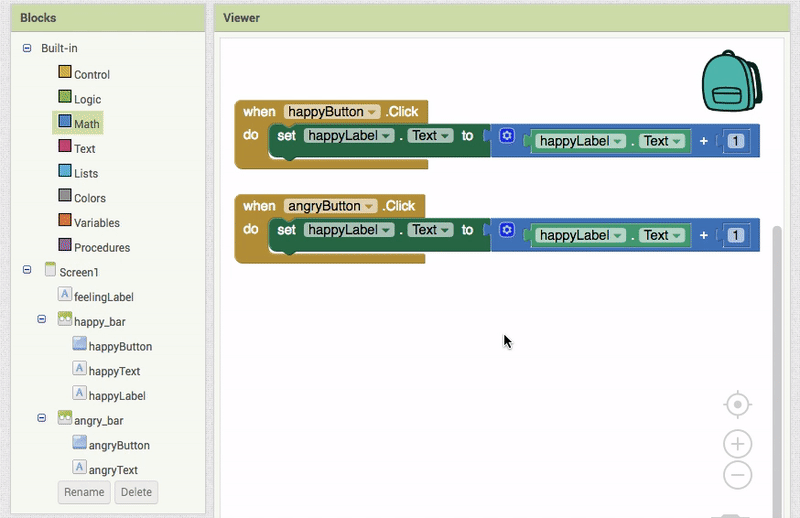 Blocks
Viewer
Built-in
Control
Logic
Math
Text
Lists
Colors
Variables
Procedures
Screen1
feelingLabel
happy_bar
happyButton
happyText
happyLabel
angry_bar
angryButton
angryText
Rename Delete
when happyButton .Click
do set happyLabel . Text to happyLabel . Text + 1
when angryButton .Click
do set happyLabel . Text to happyLabel . Text + 1